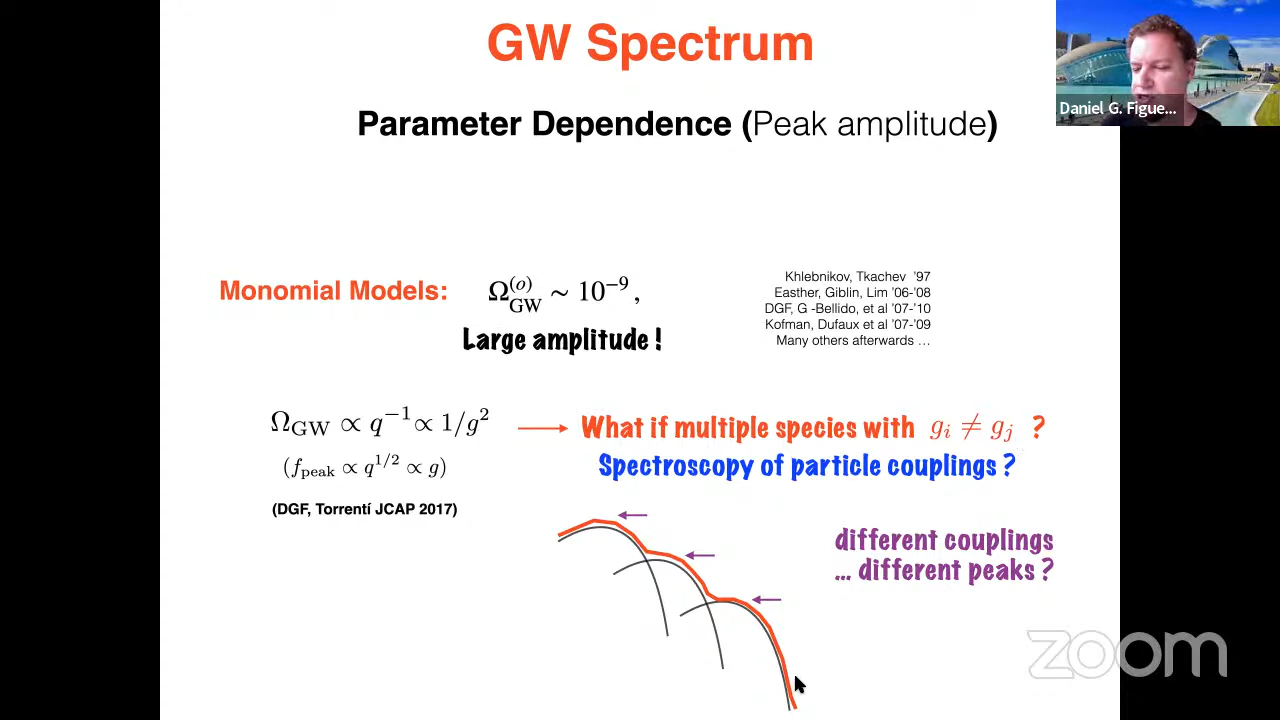 GW Spectrum
Daniel G. Figue...
Parameter Dependence (Peak amplitude)
Monomial Models: Ω_GW^(o) ∼ 10^−9 ,
Large amplitude !
Khlebnikov, Tkachev '97
Easther, Giblin, Lim '06-'08
DGF, G -Bellido, et al '07-'10
Kofman, Dufaux et al '07-'09
Many others afterwards …
Ω_GW ∝ q^−1 ∝ 1/g^2
(f_peak ∝ q^1/2 ∝ g)
(DGF, Torrentí JCAP 2017)
What if multiple species with g_i ≠ g_j ?
Spectroscopy of particle couplings ?
different couplings
... different peaks ?
zoom